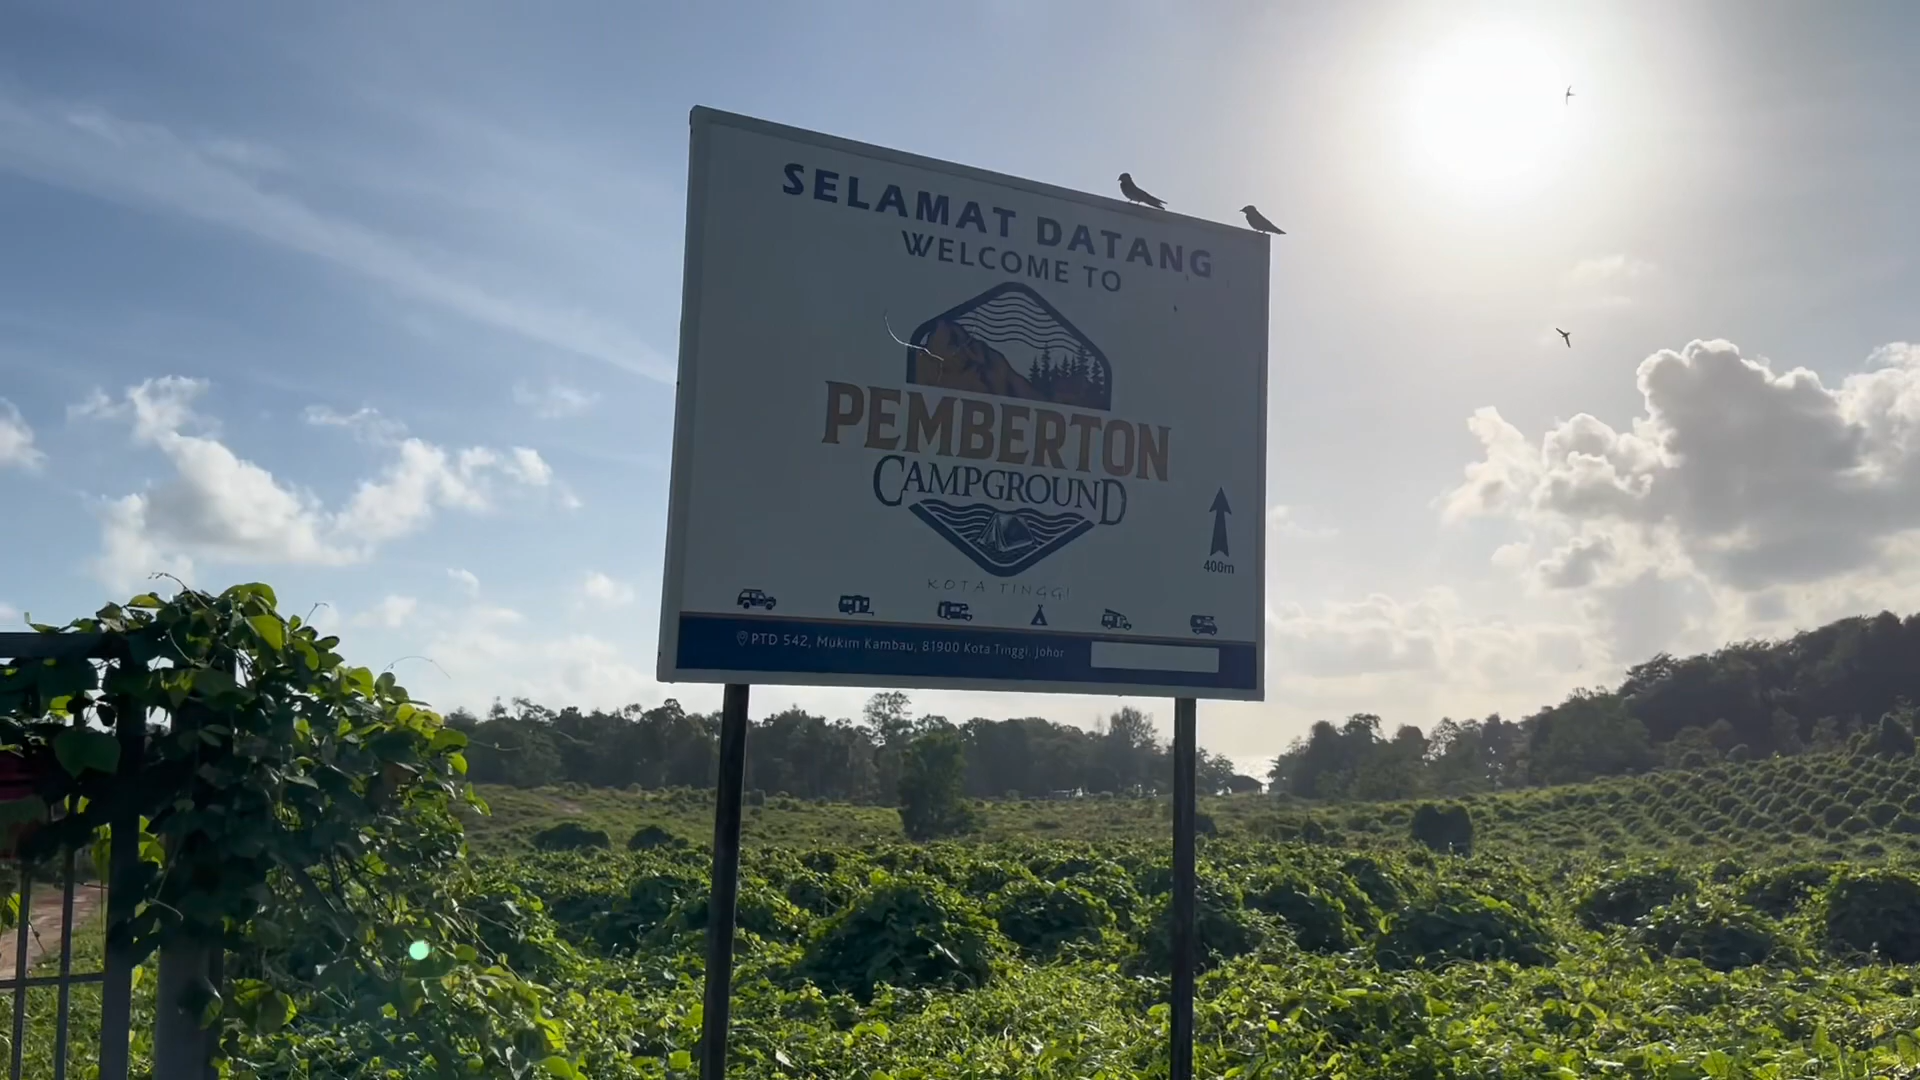 SELAMAT DATANG
WELCOME TO
PEMBERTON
CAMPGROUND
KOTA TINGGI
400m
PTD 542, Mukim Kambau, 81900 Kota Tinggi, Johor